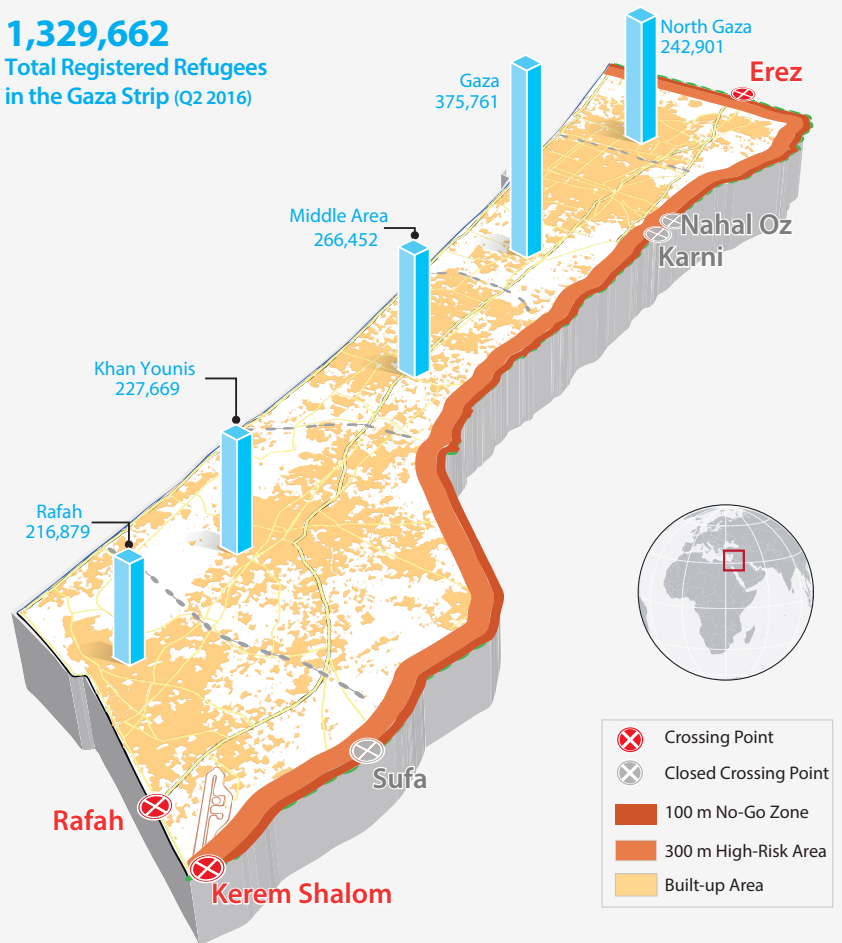 1,329,662
Total Registered Refugees
in the Gaza Strip (Q2 2016)
North Gaza
242,901
Erez
Gaza
375,761
Middle Area
266,452
Nahal Oz
Karni
Khan Younis
227,669
Rafah
216,879
Sufa
Rafah
Kerem Shalom
Crossing Point
Closed Crossing Point
100 m No-Go Zone
300 m High-Risk Area
Built-up Area